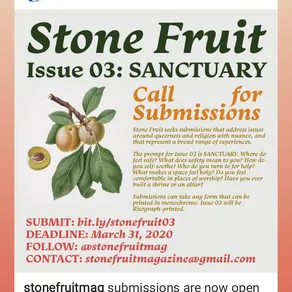 Stone Fruit
Issue 03: SANCTUARY
Call for
Submissions
Stone Fruit seeks submissions that address issues
around queerness and religion with nuance, and
that represent a broad range of experiences.
The prompt for Issue 03 is SANCTUARY. Where do
you feel safe? What does safety mean to you? How do
you self-soothe? Who do you turn to for help?
What makes a space feel holy? Do you feel
comfortable in places of worship? Have you ever
built a shrine or an altar?
Submissions can take any form that can be
printed in monochrome. Issue 03 will be
Risograph-printed.
SUBMIT: bit.ly/stonefruit03
DEADLINE: March 31, 2020
FOLLOW: @stonefruitmag
CONTACT: stonefruitmagazine@gmail.com
stonefruitmag submissions are now open